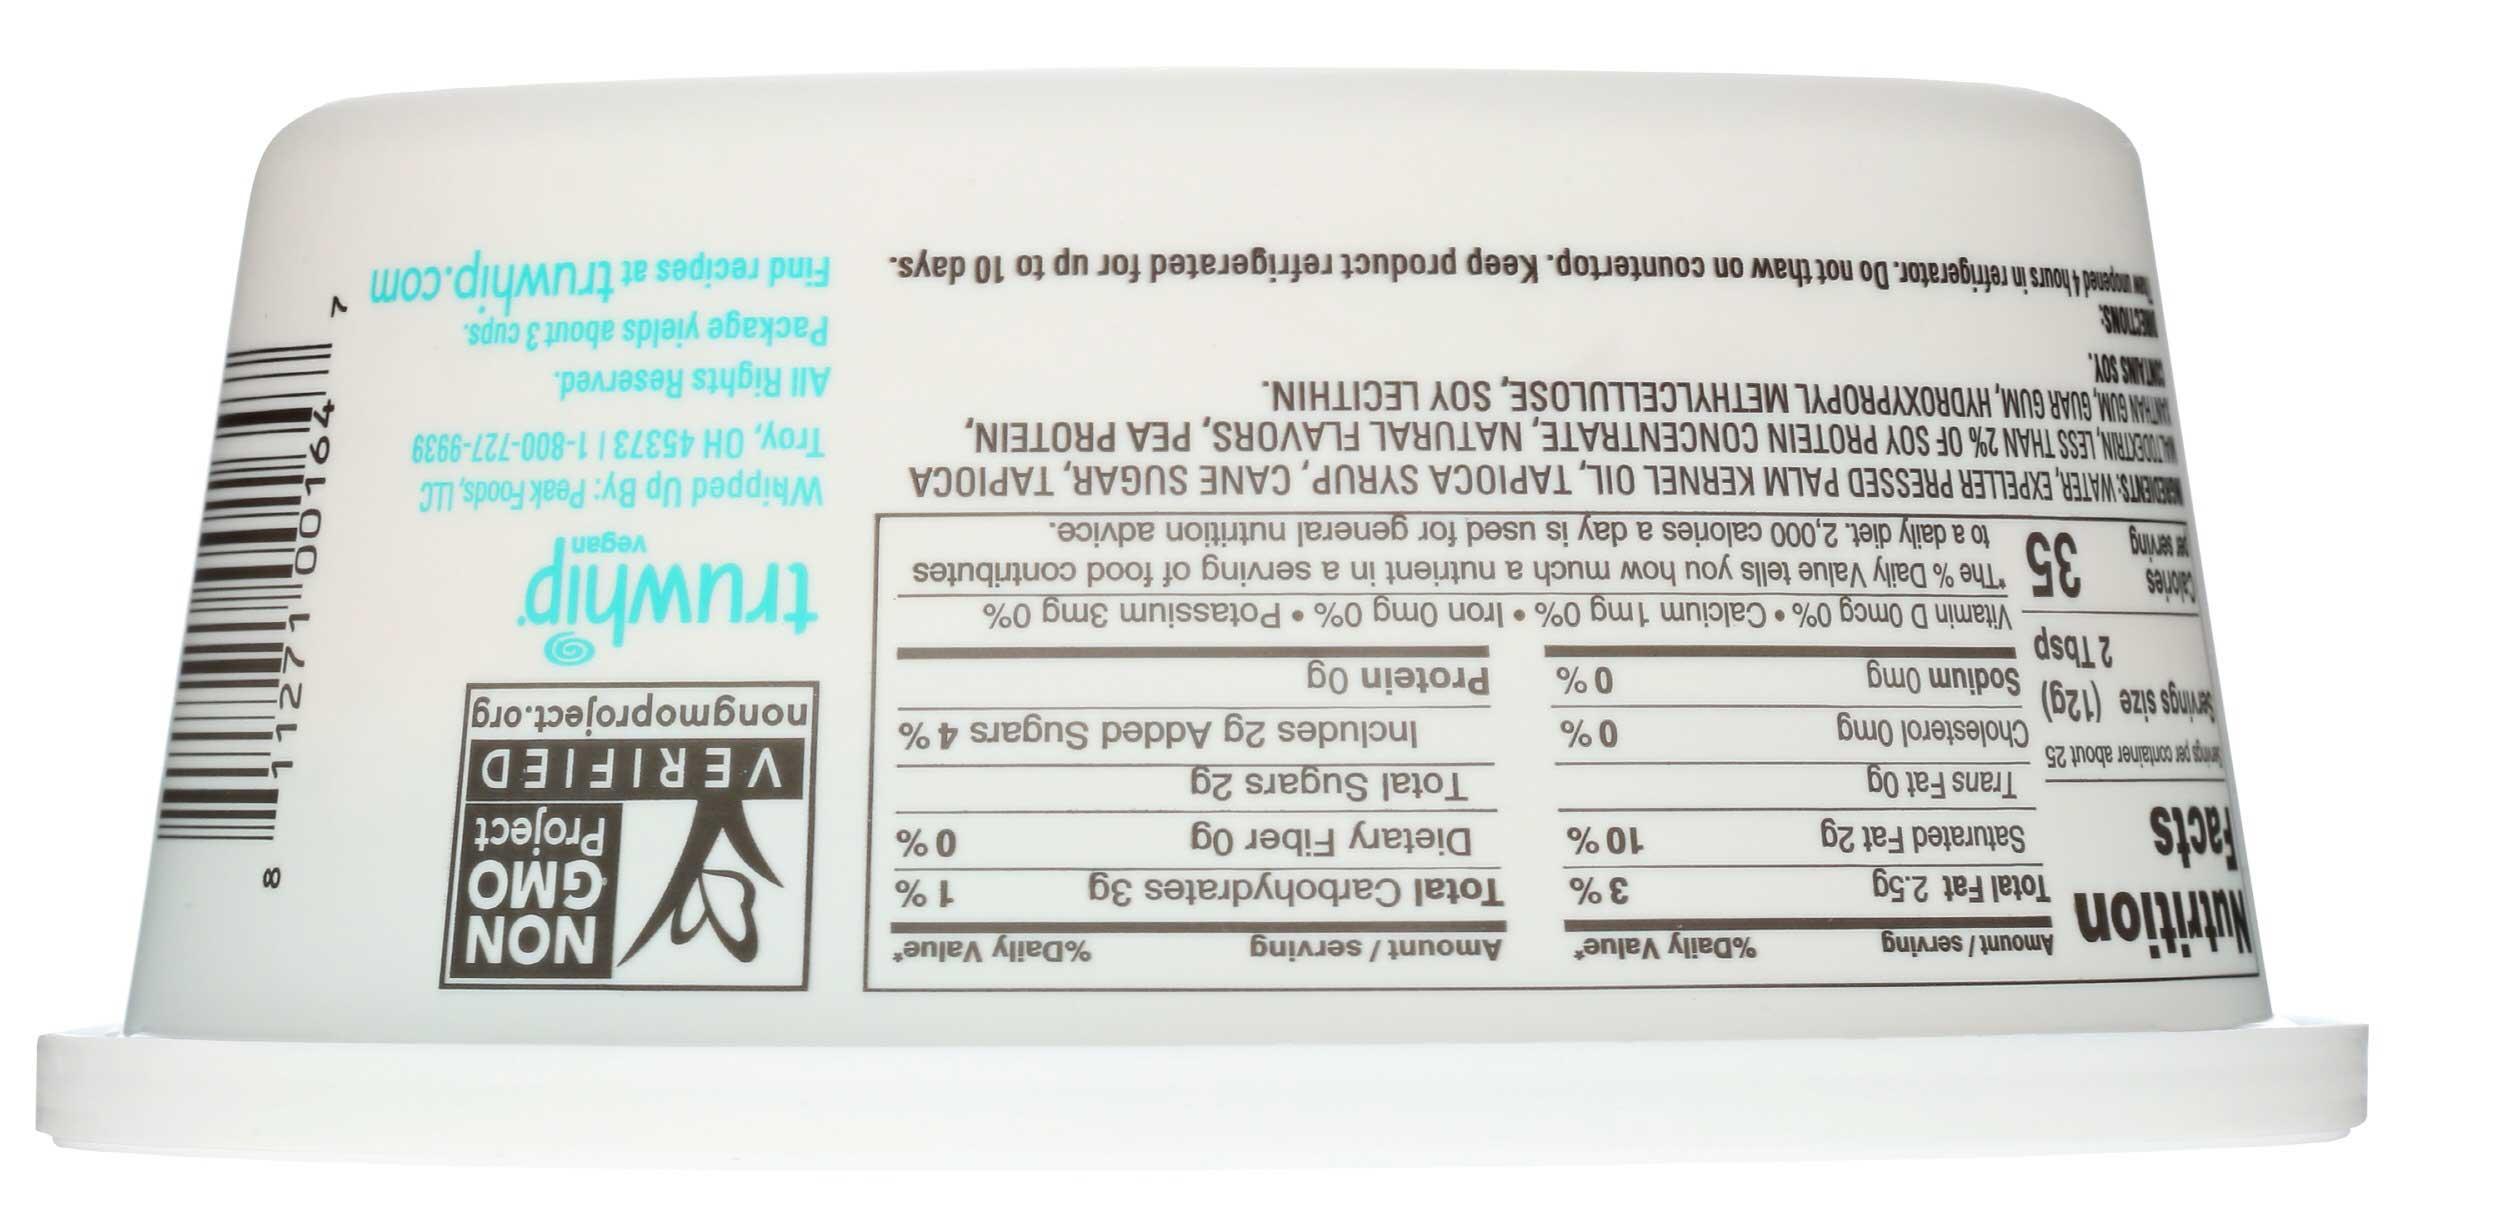 Nutrition
Facts
Servings per container about 25
Servings size (12g)
2 Tbsp
Calories
per serving
35
Amount / serving %Daily Value*
Total Fat 2.5g 3%
Saturated Fat 2g 10%
Trans Fat 0g
Cholesterol 0mg 0%
Sodium 0mg 0%
Amount / serving %Daily Value*
Total Carbohydrates 3g 1%
Dietary Fiber 0g 0%
Total Sugars 2g
Includes 2g Added Sugars 4%
Protein 0g
Vitamin D 0mcg 0% • Calcium 1mg 0% • Iron 0mg 0% • Potassium 3mg 0%
*The % Daily Value tells you how much a nutrient in a serving of food contributes
to a daily diet. 2,000 calories a day is used for general nutrition advice.
INGREDIENTS: WATER, EXPELLER PRESSED PALM KERNEL OIL, TAPIOCA SYRUP, CANE SUGAR, TAPIOCA
MALTODEXTRIN, LESS THAN 2% OF SOY PROTEIN CONCENTRATE, NATURAL FLAVORS, PEA PROTEIN,
XANTHAN GUM, GUAR GUM, HYDROXYPROPYL METHYLCELLULOSE, SOY LECITHIN.
CONTAINS SOY.
DIRECTIONS:
Thaw unopened 4 hours in refrigerator. Do not thaw on countertop. Keep product refrigerated for up to 10 days.
NON
GMO
Project
VERIFIED
nongmoproject.org
truwhip
vegan
Whipped Up By: Peak Foods, LLC
Troy, OH 45373 | 1-800-727-9939
All Rights Reserved.
Package yields about 3 cups.
Find recipes at truwhip.com
8 11271 00164 7